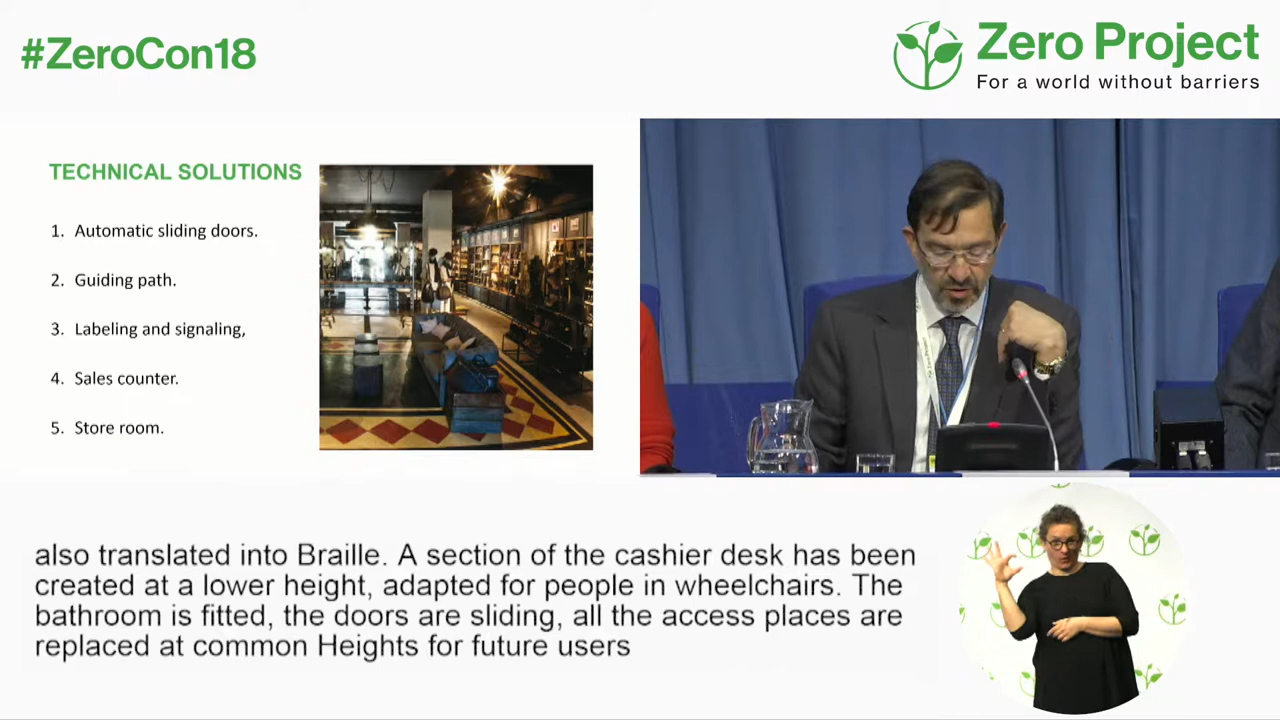 #ZeroCon18
Zero Project
For a world without barriers
TECHNICAL SOLUTIONS
1. Automatic sliding doors.
2. Guiding path.
3. Labeling and signaling,
4. Sales counter.
5. Store room.
also translated into Braille. A section of the cashier desk has been
created at a lower height, adapted for people in wheelchairs. The
bathroom is fitted, the doors are sliding, all the access places are
replaced at common Heights for future users